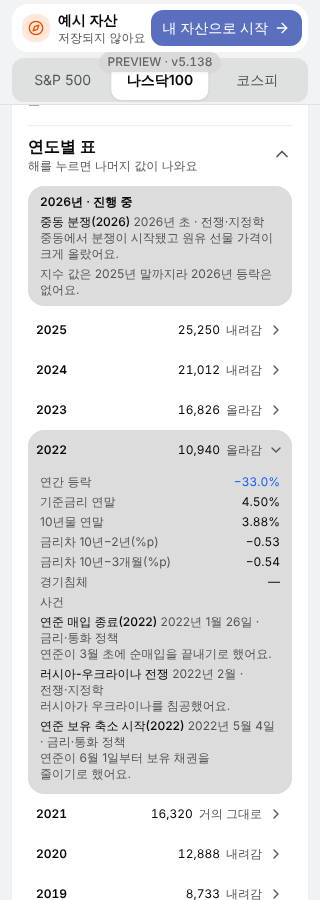 예시 자산
저장되지 않아요
내 자산으로 시작 →
PREVIEW · v5.138
S&P 500
나스닥100
코스피
연도별 표
해를 누르면 나머지 값이 나와요
2026년 · 진행 중
중동 분쟁(2026) 2026년 초 · 전쟁·지정학
중동에서 분쟁이 시작됐고 원유 선물 가격이
크게 올랐어요.
지수 값은 2025년 말까지라 2026년 등락은
없어요.
2025 25,250 내려감
2024 21,012 내려감
2023 16,826 올라감
2022 10,940 올라감
연간 등락 −33.0%
기준금리 연말 4.50%
10년물 연말 3.88%
금리차 10년−2년(%p) −0.53
금리차 10년−3개월(%p) −0.54
경기침체 —
사건
연준 매입 종료(2022) 2022년 1월 26일 ·
금리·통화 정책
연준이 3월 초에 순매입을 끝내기로 했어요.
러시아-우크라이나 전쟁 2022년 2월 ·
전쟁·지정학
러시아가 우크라이나를 침공했어요.
연준 보유 축소 시작(2022) 2022년 5월 4일
· 금리·통화 정책
연준이 6월 1일부터 보유 채권을
줄이기로 했어요.
2021 16,320 거의 그대로
2020 12,888 내려감
2019 8,733 내려감